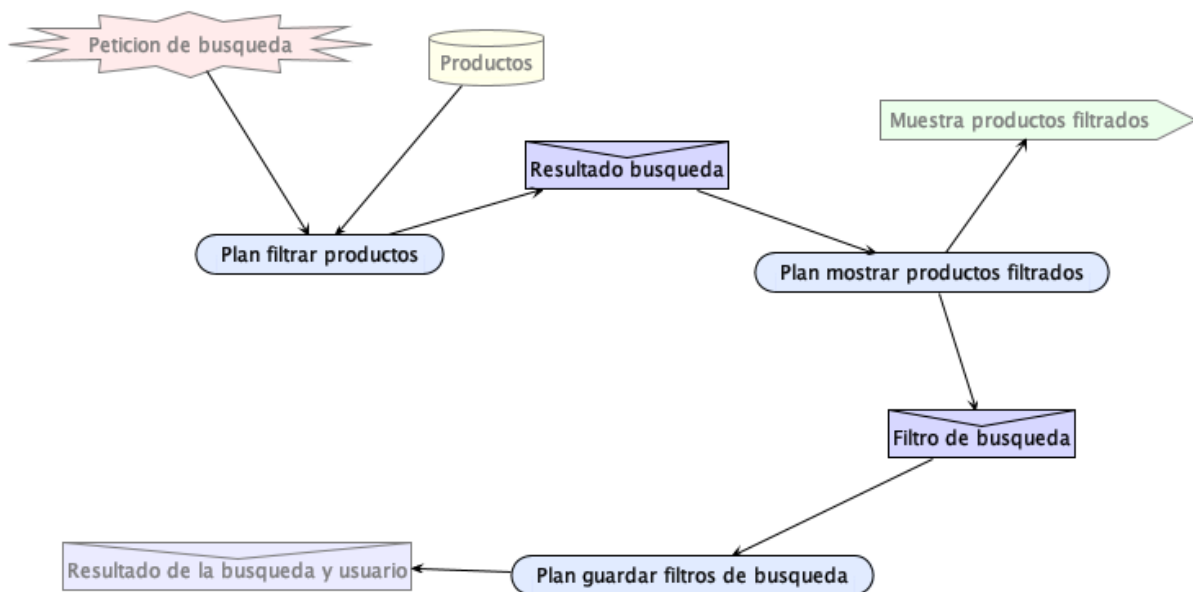 Peticion de busqueda
Productos
Muestra productos filtrados
Resultado busqueda
Plan filtrar productos
Plan mostrar productos filtrados
Filtro de busqueda
Resultado de la busqueda y usuario
Plan guardar filtros de busqueda